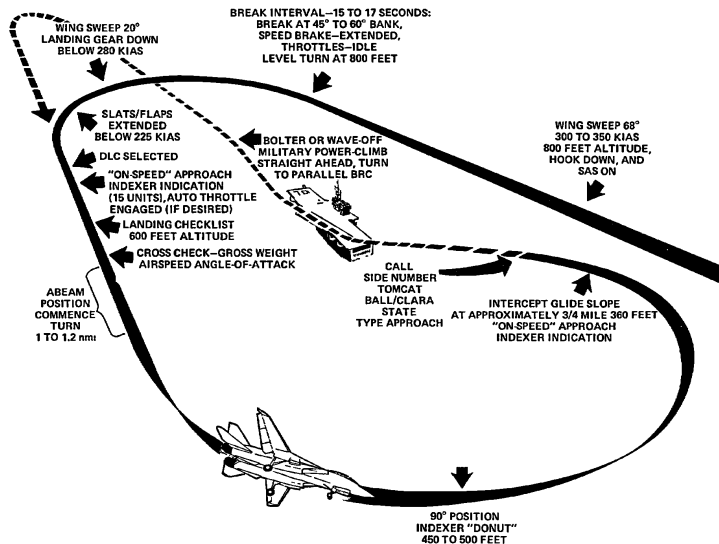 BREAK INTERVAL–15 TO 17 SECONDS:
BREAK AT 45° TO 60° BANK,
SPEED BRAKE–EXTENDED,
THROTTLES–IDLE
LEVEL TURN AT 800 FEET
WING SWEEP 20°
LANDING GEAR DOWN
BELOW 280 KIAS
WING SWEEP 68°
300 TO 350 KIAS
800 FEET ALTITUDE,
HOOK DOWN, AND
SAS ON
SLATS/FLAPS
EXTENDED
BELOW 225 KIAS
BOLTER OR WAVE-OFF
MILITARY POWER-CLIMB
STRAIGHT AHEAD, TURN
TO PARALLEL BRC
DLC SELECTED
"ON-SPEED" APPROACH
INDEXER INDICATION
(15 UNITS), AUTO THROTTLE
ENGAGED (IF DESIRED)
LANDING CHECKLIST
600 FEET ALTITUDE
CROSS CHECK–GROSS WEIGHT
AIRSPEED ANGLE-OF-ATTACK
ABEAM
POSITION
COMMENCE
TURN
1 TO 1.2 nmi
CALL
SIDE NUMBER
TOMCAT
BALL/CLARA
STATE
TYPE APPROACH
INTERCEPT GLIDE SLOPE
AT APPROXIMATELY 3/4 MILE 360 FEET
"ON-SPEED" APPROACH
INDEXER INDICATION
90° POSITION
INDEXER "DONUT"
450 TO 500 FEET